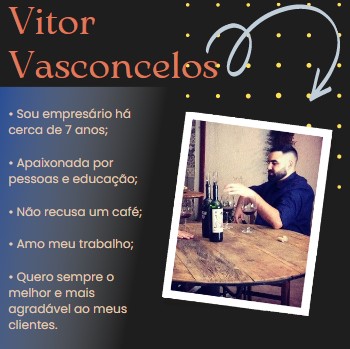 Vitor
Vasconcelos
• Sou empresário há
cerca de 7 anos;
• Apaixonada por
pessoas e educação;
• Não recusa um café;
• Amo meu trabalho;
• Quero sempre o
melhor e mais
agradável ao meus
clientes.